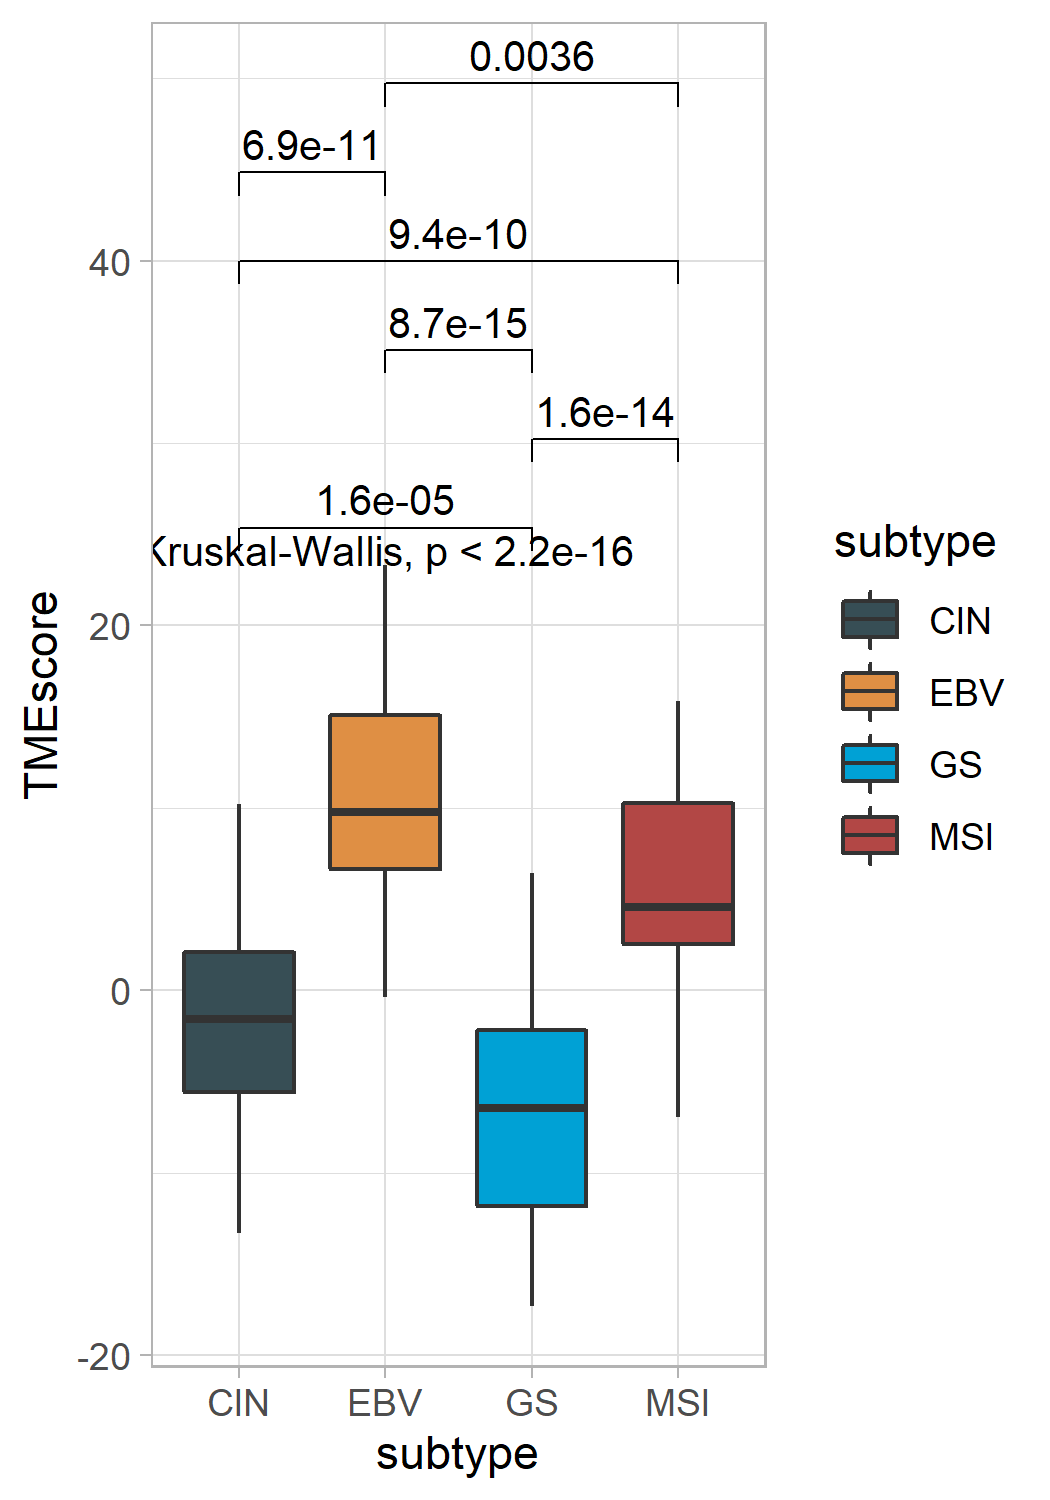 0.0036
6.9e-11
9.4e-10
40
8.7e-15
1.6e-14
1.6e-05
Kruskal-Wallis, p < 2.2e-16
20
0
-20
TMEscore
CIN EBV GS MSI
subtype
subtype
CIN
EBV
GS
MSI